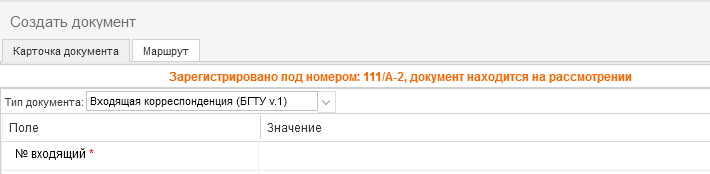 Создать документ
Карточка документа Маршрут
Зарегистрировано под номером: 111/А-2, документ находится на рассмотрении
Тип документа: Входящая корреспонденция (БГТУ v.1)
Поле Значение
№ входящий *